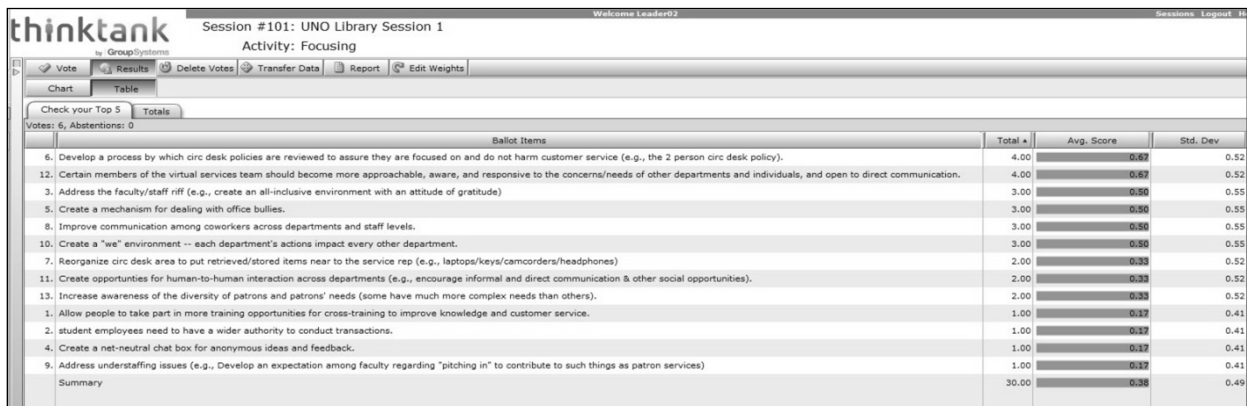 Welcome Leader02
Sessions Logout
thinktank
by GroupSystems
Session #101: UNO Library Session 1
Activity: Focusing
Vote Results Delete Votes Transfer Data Report Edit Weights
Chart Table
Check your Top 5 Totals
Votes: 6, Abstentions: 0
Ballot Items Total Avg. Score Std. Dev
6. Develop a process by which circ desk policies are reviewed to assure they are focused on and do not harm customer service (e.g., the 2 person circ desk policy). 4.00 0.67 0.52
12. Certain members of the virtual services team should become more approachable, aware, and responsive to the concerns/needs of other departments and individuals, and open to direct communication. 4.00 0.67 0.52
3. Address the faculty/staff riff (e.g., create an all-inclusive environment with an attitude of gratitude) 3.00 0.50 0.55
5. Create a mechanism for dealing with office bullies. 3.00 0.50 0.55
8. Improve communication among coworkers across departments and staff levels. 3.00 0.50 0.55
10. Create a "we" environment -- each department's actions impact every other department. 3.00 0.50 0.55
7. Reorganize circ desk area to put retrieved/stored items near to the service rep (e.g., laptops/keys/camcorders/headphones) 2.00 0.33 0.52
11. Create opportunties for human-to-human interaction across departments (e.g., encourage informal and direct communication & other social opportunities). 2.00 0.33 0.52
13. Increase awareness of the diversity of patrons and patrons' needs (some have much more complex needs than others). 2.00 0.33 0.52
1. Allow people to take part in more training opportunities for cross-training to improve knowledge and customer service. 1.00 0.17 0.41
2. student employees need to have a wider authority to conduct transactions. 1.00 0.17 0.41
4. Create a net-neutral chat box for anonymous ideas and feedback. 1.00 0.17 0.41
9. Address understaffing issues (e.g., Develop an expectation among faculty regarding "pitching in" to contribute to such things as patron services) 1.00 0.17 0.41
Summary 30.00 0.38 0.49